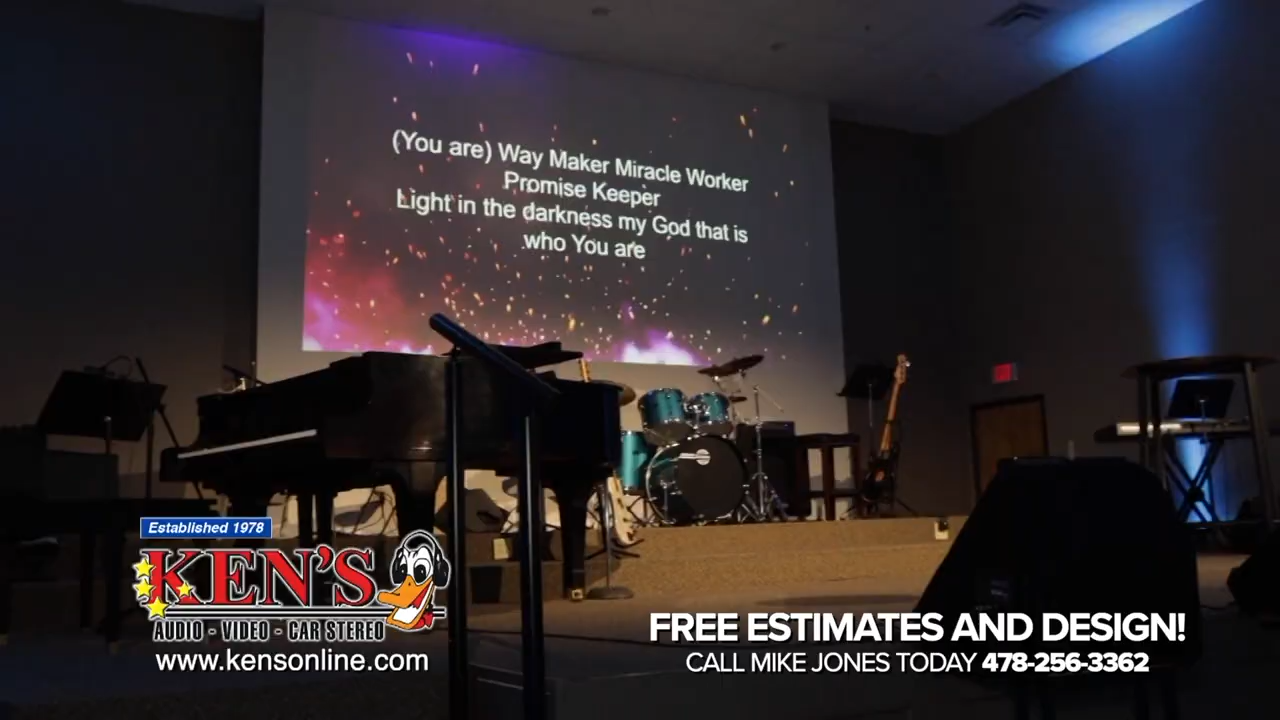 (You are) Way Maker Miracle Worker
Promise Keeper
Light in the darkness my God that is
who You are
Established 1978
KEN'S
AUDIO - VIDEO - CAR STEREO
www.kensonline.com
FREE ESTIMATES AND DESIGN!
CALL MIKE JONES TODAY 478-256-3362